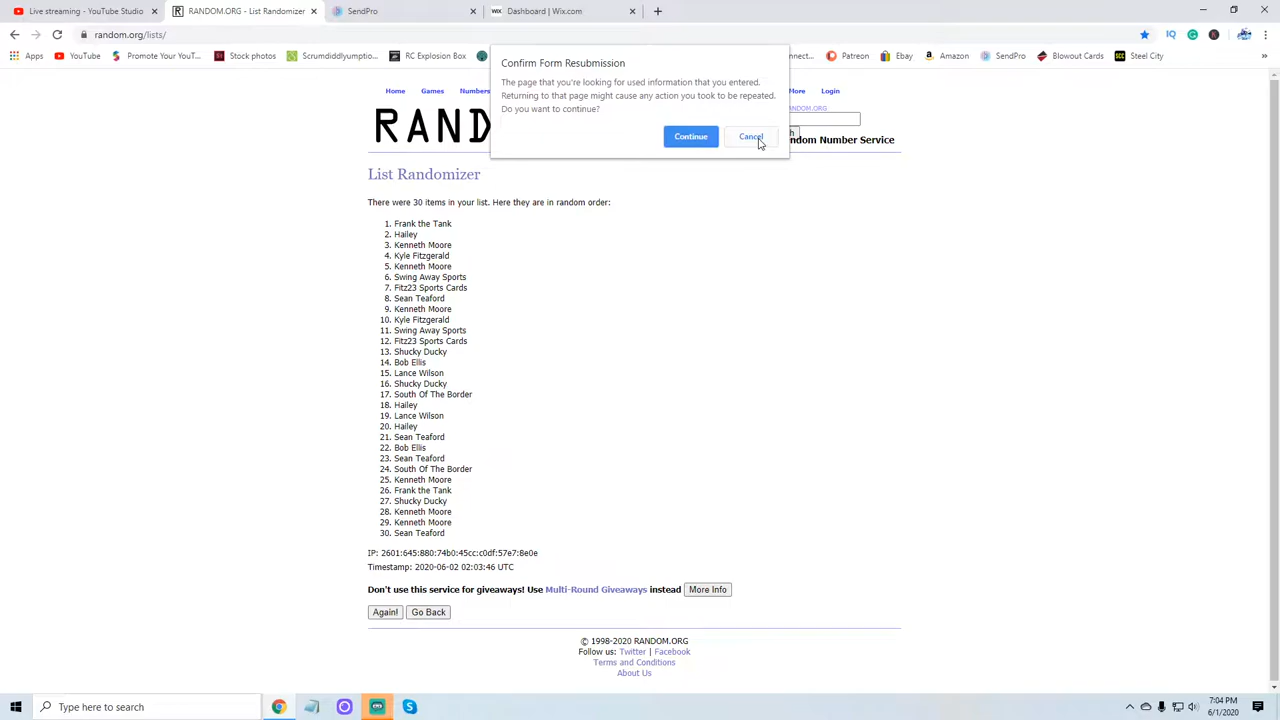 Live streaming - YouTube Studio
RANDOM.ORG - List Randomizer
SendPro
WIX Dashboard | Wix.com
random.org/lists/
Apps
YouTube
Promote Your YouT...
Stock photos
Scrumdiddlyumptio...
RC Explosion Box
nnect...
Patreon
Ebay
Amazon
SendPro
Blowout Cards
Steel City
Confirm Form Resubmission
The page that you're looking for used information that you entered.
Returning to that page might cause any action you took to be repeated.
Do you want to continue?
Continue
Cancel
Home
Games
Numbers
More
Login
RAND
ndom Number Service
List Randomizer
There were 30 items in your list. Here they are in random order:
1. Frank the Tank
2. Hailey
3. Kenneth Moore
4. Kyle Fitzgerald
5. Kenneth Moore
6. Swing Away Sports
7. Fitz23 Sports Cards
8. Sean Teaford
9. Kenneth Moore
10. Kyle Fitzgerald
11. Swing Away Sports
12. Fitz23 Sports Cards
13. Shucky Ducky
14. Bob Ellis
15. Lance Wilson
16. Shucky Ducky
17. South Of The Border
18. Hailey
19. Lance Wilson
20. Hailey
21. Sean Teaford
22. Bob Ellis
23. Sean Teaford
24. South Of The Border
25. Kenneth Moore
26. Frank the Tank
27. Shucky Ducky
28. Kenneth Moore
29. Kenneth Moore
30. Sean Teaford
IP: 2601:645:880:74b0:45cc:c0df:57e7:8e0e
Timestamp: 2020-06-02 02:03:46 UTC
Don't use this service for giveaways! Use Multi-Round Giveaways instead More Info
Again! Go Back
© 1998-2020 RANDOM.ORG
Follow us: Twitter | Facebook
Terms and Conditions
About Us
Type here to search
7:04 PM
6/1/2020